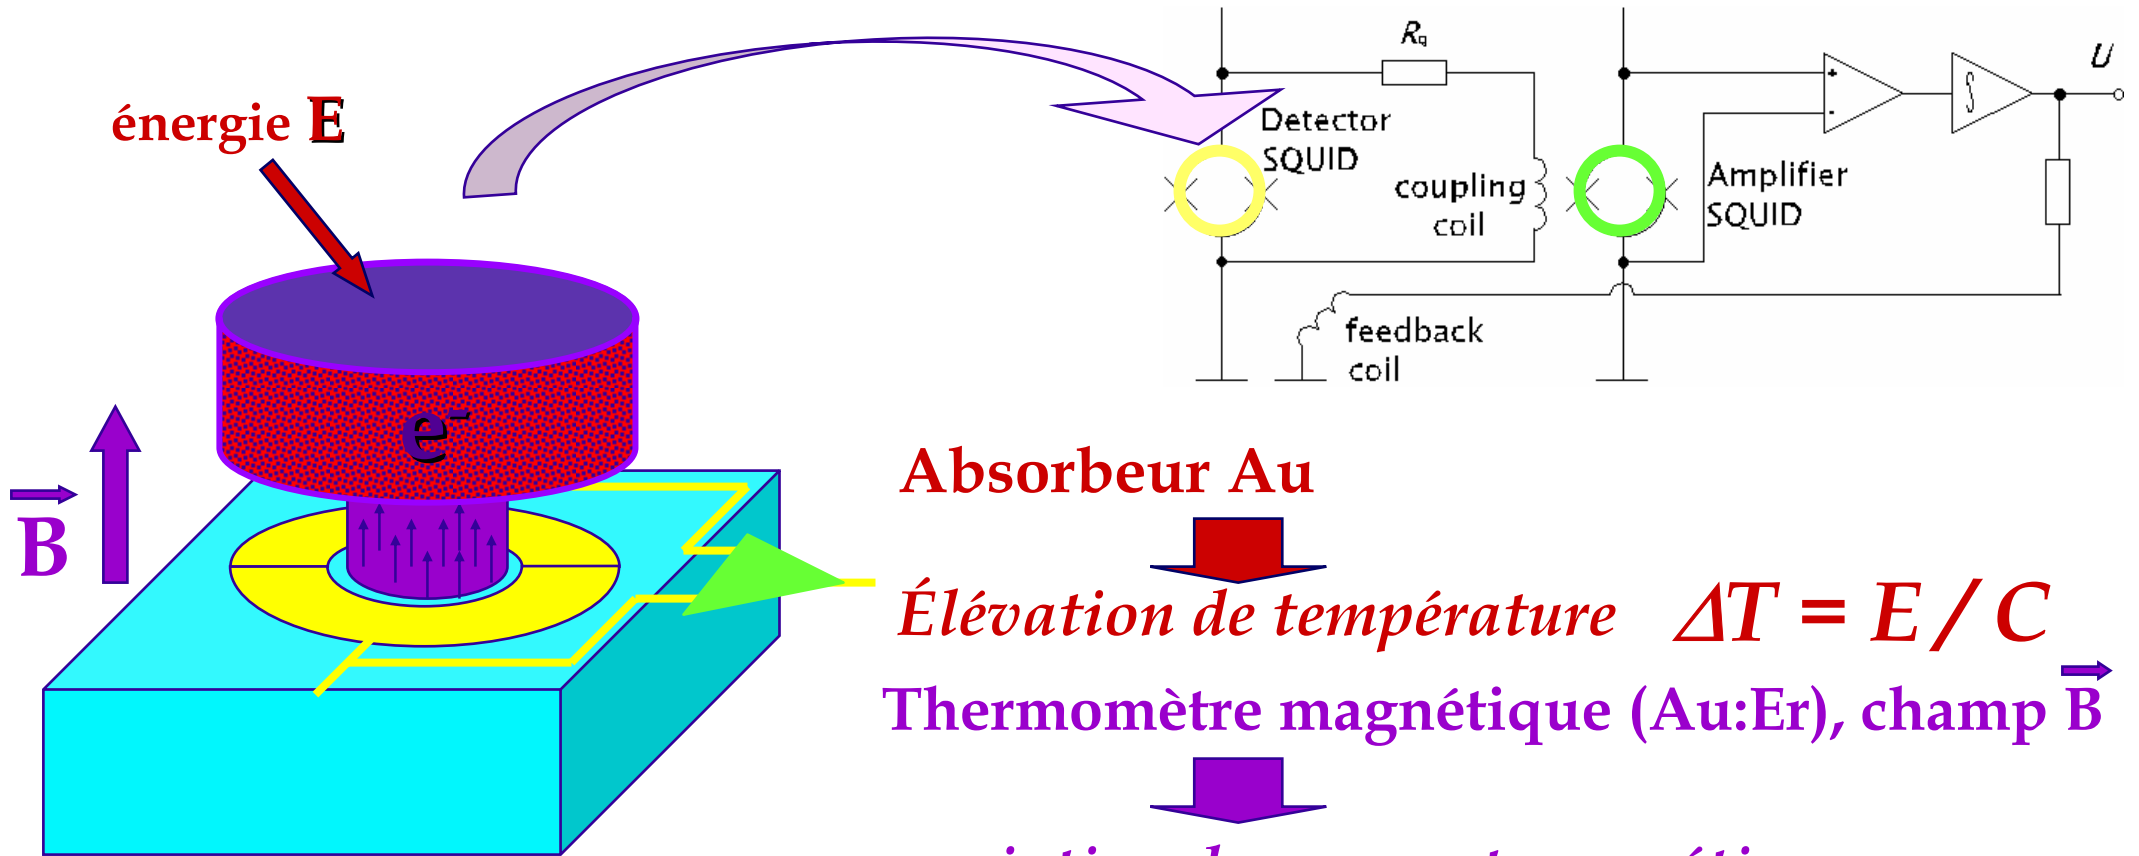 énergie E
e⁻
B
Rq
Detector
SQUID
coupling
coil
Amplifier
SQUID
+
-
∫
U
feedback
coil
Absorbeur Au
Élévation de température ΔT = E / C
Thermomètre magnétique (Au:Er), champ B